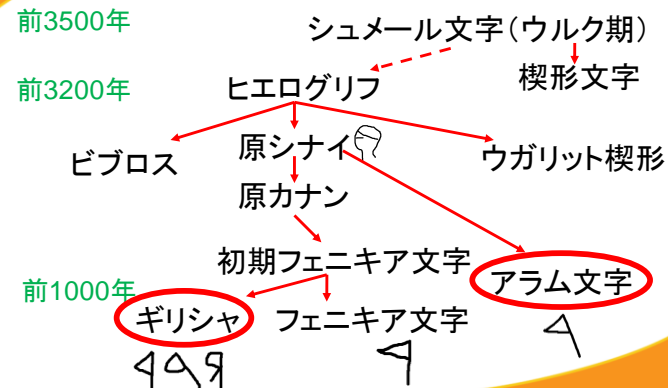 前3500年
シュメール文字（ウルク期）
前3200年
ヒエログリフ
楔形文字
ビブロス
原シナイ
ウガリット楔形
原カナン
初期フェニキア文字
前1000年
アラム文字
ギリシャ
フェニキア文字